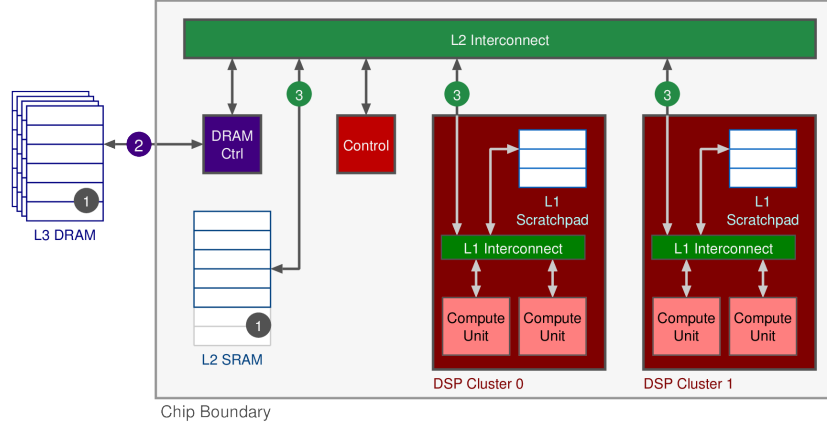 L2 Interconnect
3
3
3
2
DRAM
Ctrl
Control
1
L3 DRAM
L1
Scratchpad
L1
Scratchpad
L1 Interconnect
L1 Interconnect
1
L2 SRAM
Compute
Unit
Compute
Unit
Compute
Unit
Compute
Unit
DSP Cluster 0
DSP Cluster 1
Chip Boundary